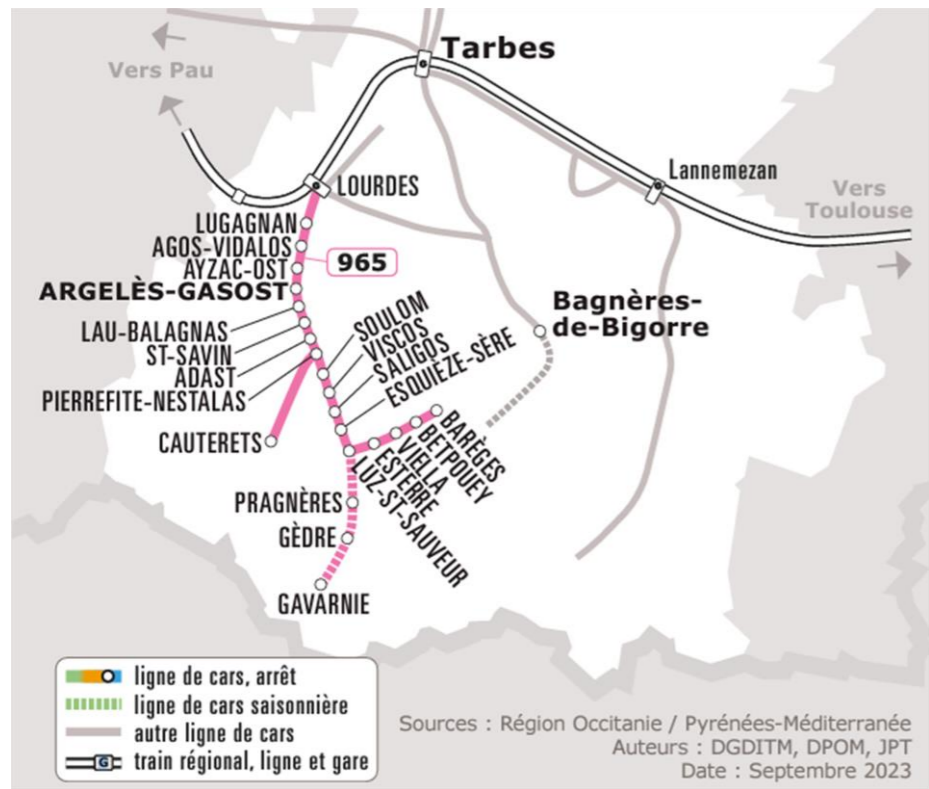 Tarbes
Vers Pau
Lannemezan
LOURDES
Vers
Toulouse
LUGAGNAN
AGOS-VIDALOS
965
AYZAC-OST
ARGELÈS-GASOST
Bagnères-
de-Bigorre
SOULOM
VISCOS
SALIGOS
ESQUIÈZE-SÈRE
LAU-BALAGNAS
ST-SAVIN
ADAST
PIERREFITE-NESTALAS
CAUTERETS
BARÈGES
BETPOUEY
VIELLA
ESTERRE
LUZ-ST-SAUVEUR
PRAGNÈRES
GÈDRE
GAVARNIE
ligne de cars, arrêt
ligne de cars saisonnière
autre ligne de cars
G train régional, ligne et gare
Sources : Région Occitanie / Pyrénées-Méditerranée
Auteurs : DGDITM, DPOM, JPT
Date : Septembre 2023